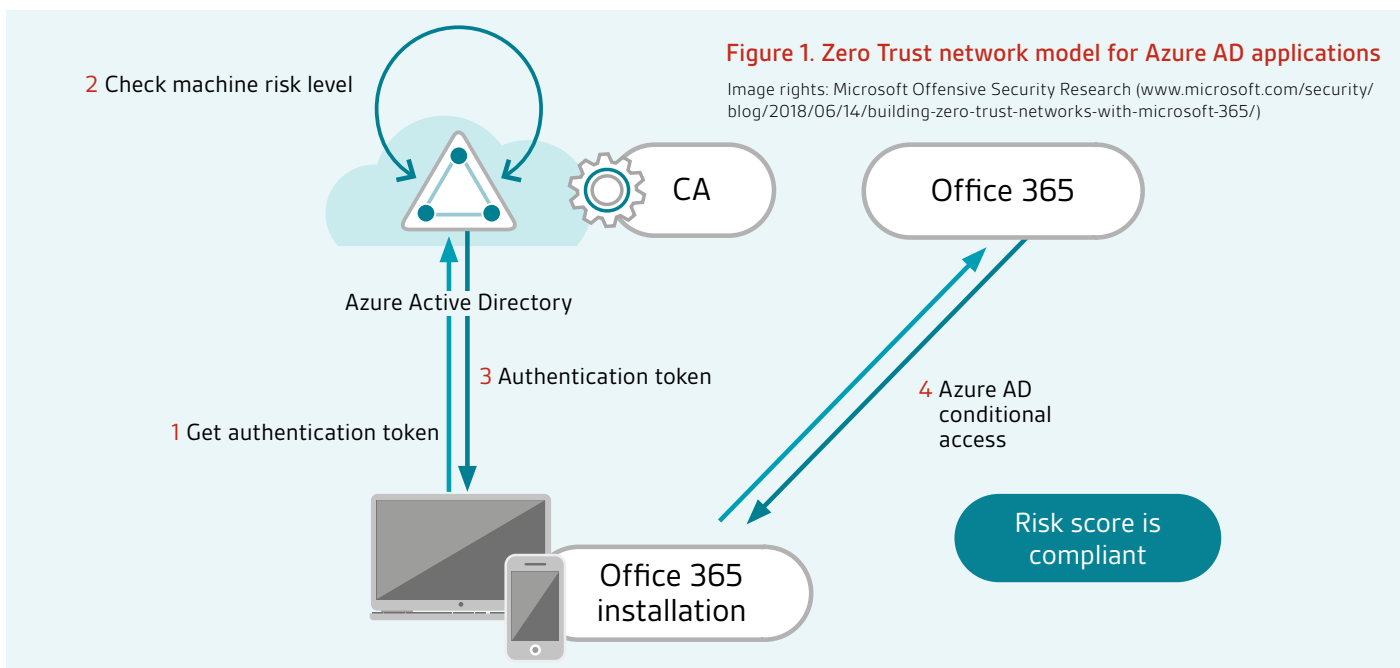 Figure 1. Zero Trust network model for Azure AD applications
Image rights: Microsoft Offensive Security Research (www.microsoft.com/security/
blog/2018/06/14/building-zero-trust-networks-with-microsoft-365/)
2 Check machine risk level
CA
Office 365
Azure Active Directory
3 Authentication token
4 Azure AD
conditional
access
1 Get authentication token
Risk score is
compliant
Office 365
installation